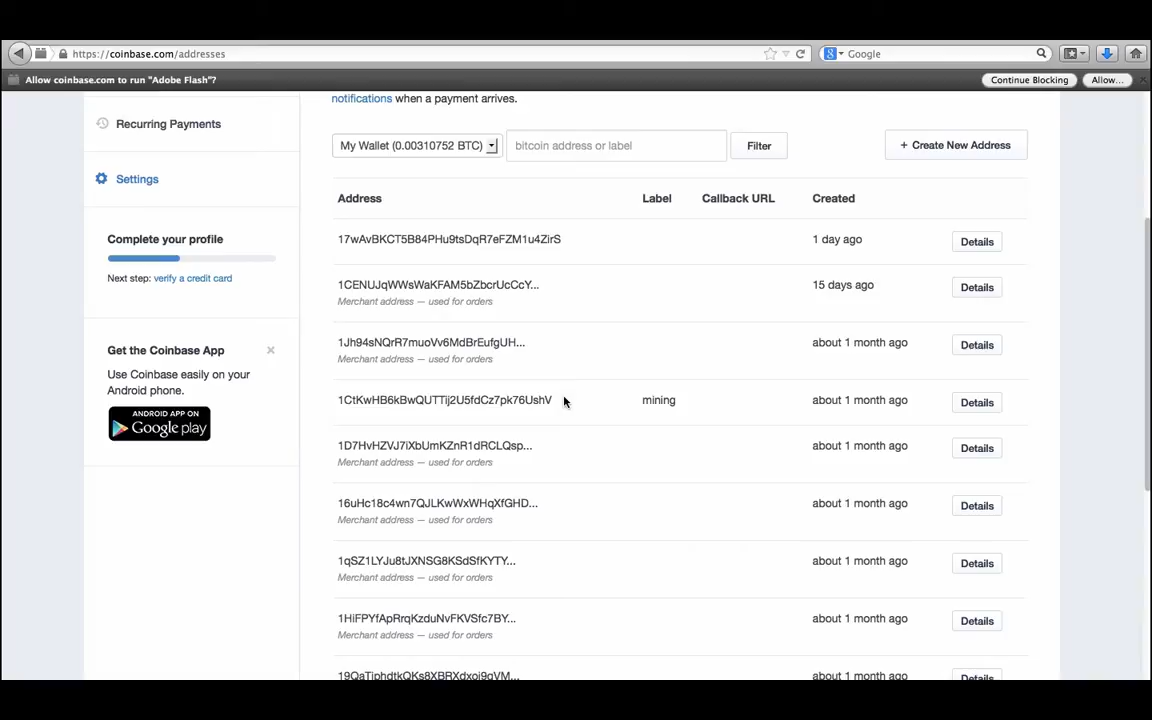 https://coinbase.com/addresses
Google
Allow coinbase.com to run "Adobe Flash"?
Continue Blocking
Allow...
notifications when a payment arrives.
Recurring Payments
My Wallet (0.00310752 BTC)
bitcoin address or label
Filter
+ Create New Address
Settings
Address Label Callback URL Created
17wAvBKCT5B84PHu9tsDqR7eFZM1u4ZirS 1 day ago Details
Complete your profile
Next step: verify a credit card
1CENUJqWWsWaKFAM5bZbcrUcCcY... 15 days ago Details
Merchant address — used for orders
1Jh94sNQrR7muoVv6MdBrEufgUH... about 1 month ago Details
Merchant address — used for orders
Get the Coinbase App
Use Coinbase easily on your
Android phone.
ANDROID APP ON
Google play
1CtKwHB6kBwQUTTij2U5fdCz7pk76UshV mining about 1 month ago Details
1D7HvHZVJ7iXbUmKZnR1dRCLQsp... about 1 month ago Details
Merchant address — used for orders
16uHc18c4wn7QJLKwWxWHqXfGHD... about 1 month ago Details
Merchant address — used for orders
1qSZ1LYJu8tJXNSG8KSdSfKYTY... about 1 month ago Details
Merchant address — used for orders
1HiFPYfApRrqKzduNvFKVSfc7BY... about 1 month ago Details
Merchant address — used for orders
about 1 month ago Details